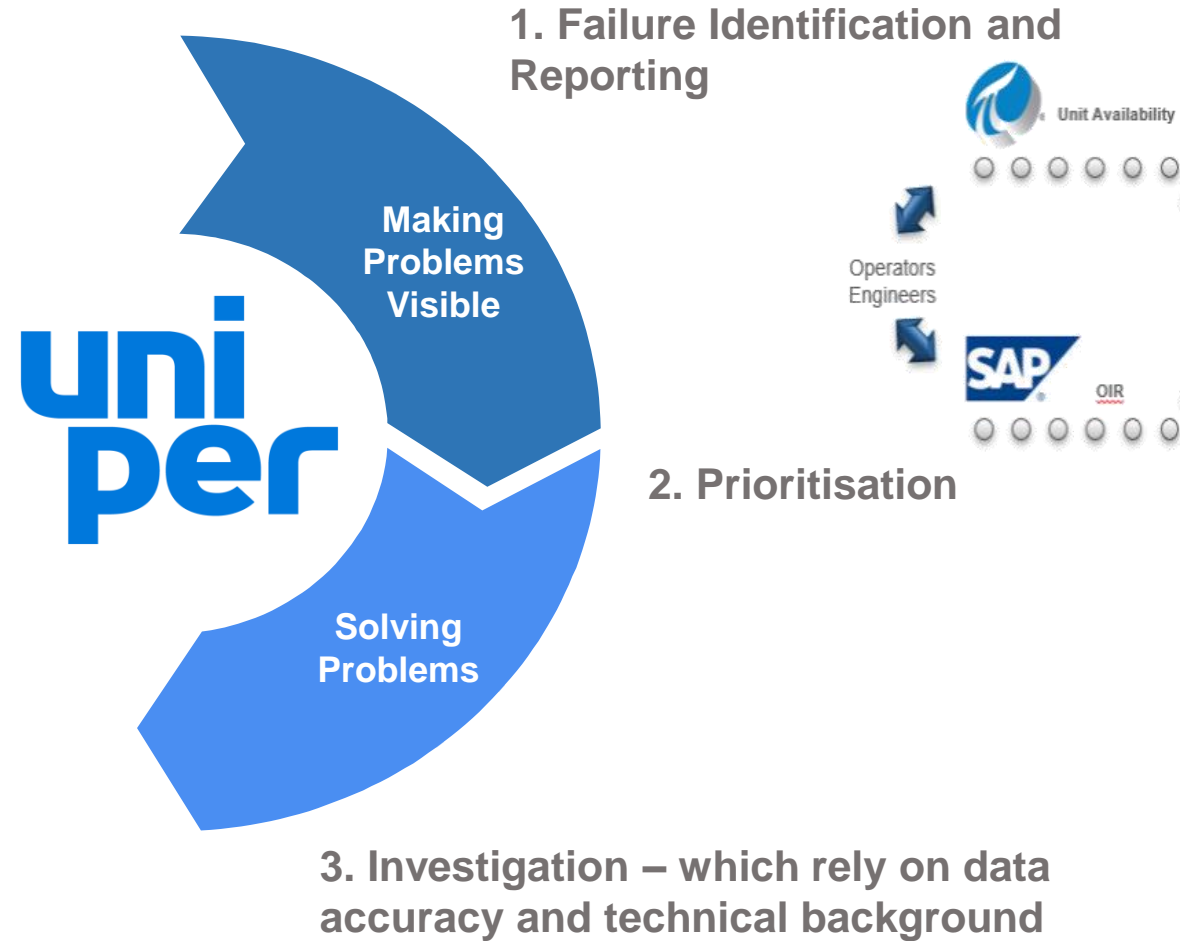 1. Failure Identification and
Reporting
Unit Availability
Making
Problems
Visible
Operators
Engineers
uni
per
SAP
OIR
2. Prioritisation
Solving
Problems
3. Investigation – which rely on data
accuracy and technical background